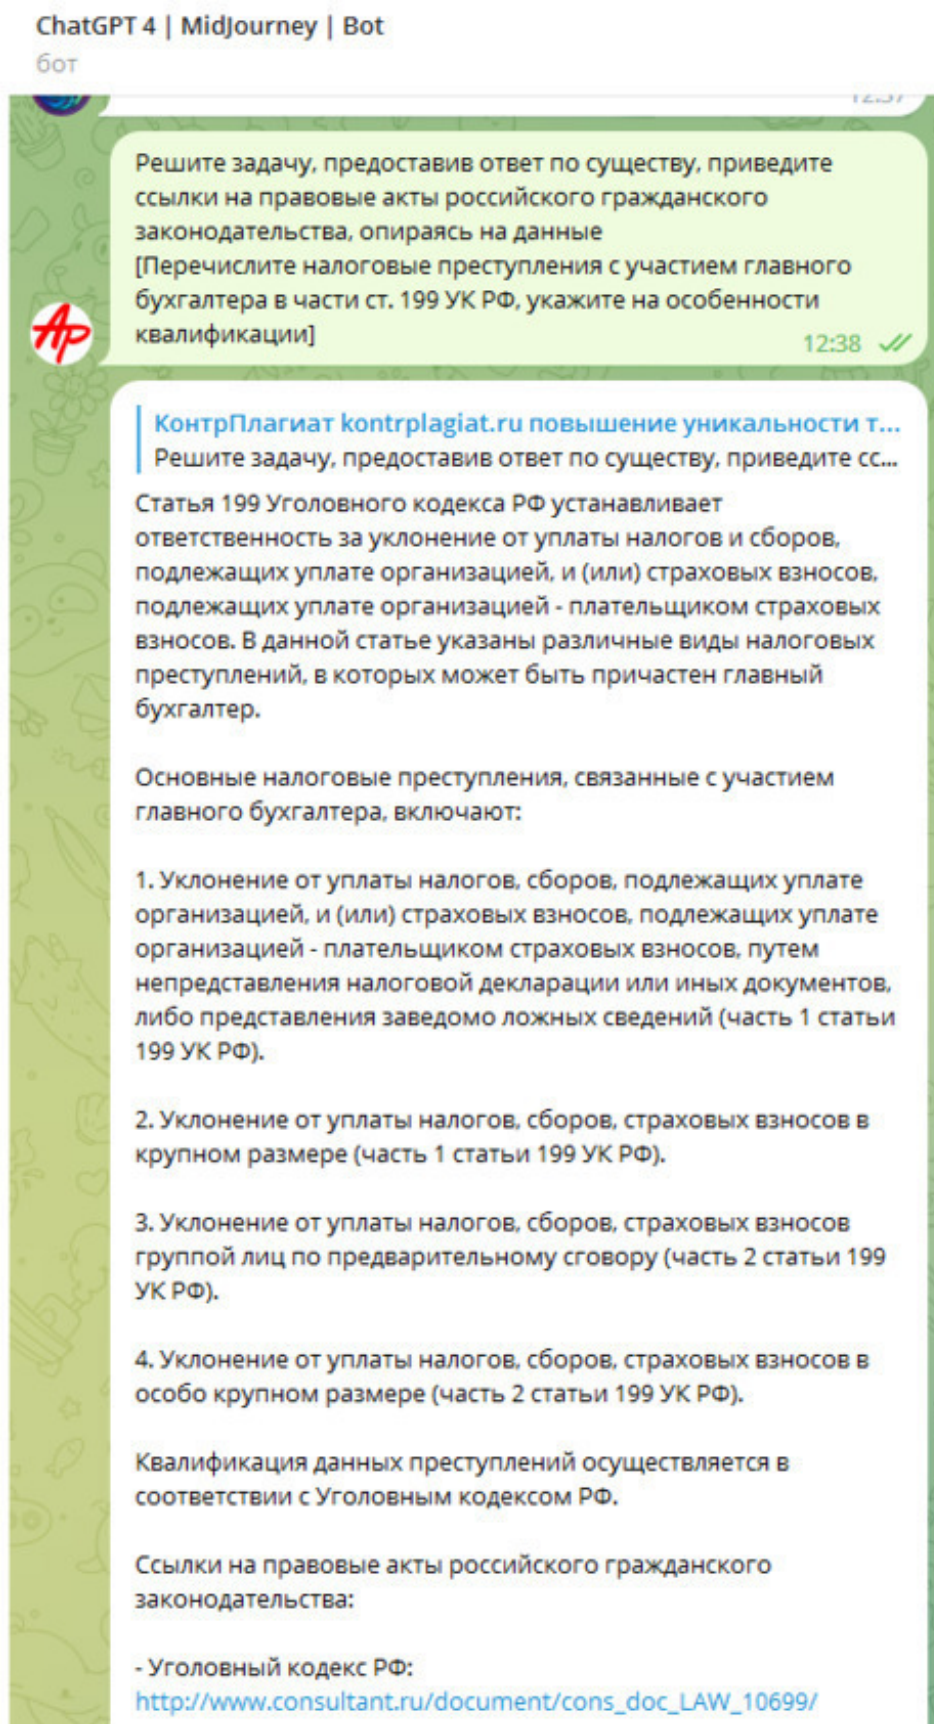 ChatGPT 4 | MidJourney | Bot
бот
12:37
Решите задачу, предоставив ответ по существу, приведите
ссылки на правовые акты российского гражданского
законодательства, опираясь на данные
[Перечислите налоговые преступления с участием главного
бухгалтера в части ст. 199 УК РФ, укажите на особенности
квалификации]
Ар
12:38
КонтрПлагиат kontrplagiat.ru повышение уникальности т...
Решите задачу, предоставив ответ по существу, приведите сс...
Статья 199 Уголовного кодекса РФ устанавливает
ответственность за уклонение от уплаты налогов и сборов,
подлежащих уплате организацией, и (или) страховых взносов,
подлежащих уплате организацией - плательщиком страховых
взносов. В данной статье указаны различные виды налоговых
преступлений, в которых может быть причастен главный
бухгалтер.
Основные налоговые преступления, связанные с участием
главного бухгалтера, включают:
1. Уклонение от уплаты налогов, сборов, подлежащих уплате
организацией, и (или) страховых взносов, подлежащих уплате
организацией - плательщиком страховых взносов, путем
непредставления налоговой декларации или иных документов,
либо представления заведомо ложных сведений (часть 1 статьи
199 УК РФ).
2. Уклонение от уплаты налогов, сборов, страховых взносов в
крупном размере (часть 1 статьи 199 УК РФ).
3. Уклонение от уплаты налогов, сборов, страховых взносов
группой лиц по предварительному сговору (часть 2 статьи 199
УК РФ).
4. Уклонение от уплаты налогов, сборов, страховых взносов в
особо крупном размере (часть 2 статьи 199 УК РФ).
Квалификация данных преступлений осуществляется в
соответствии с Уголовным кодексом РФ.
Ссылки на правовые акты российского гражданского
законодательства:
- Уголовный кодекс РФ:
http://www.consultant.ru/document/cons_doc_LAW_10699/